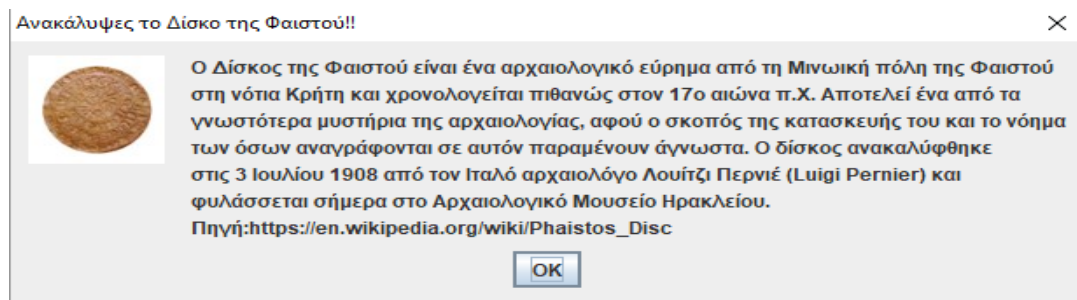 Ανακάλυψες το Δίσκο της Φαιστού!!
Ο Δίσκος της Φαιστού είναι ένα αρχαιολογικό εύρημα από τη Μινωική πόλη της Φαιστού
στη νότια Κρήτη και χρονολογείται πιθανώς στον 17ο αιώνα π.Χ. Αποτελεί ένα από τα
γνωστότερα μυστήρια της αρχαιολογίας, αφού ο σκοπός της κατασκευής του και το νόημα
των όσων αναγράφονται σε αυτόν παραμένουν άγνωστα. Ο δίσκος ανακαλύφθηκε
στις 3 Ιουλίου 1908 από τον Ιταλό αρχαιολόγο Λουίτζι Περνιέ (Luigi Pernier) και
φυλάσσεται σήμερα στο Αρχαιολογικό Μουσείο Ηρακλείου.
Πηγή:https://en.wikipedia.org/wiki/Phaistos_Disc
OK